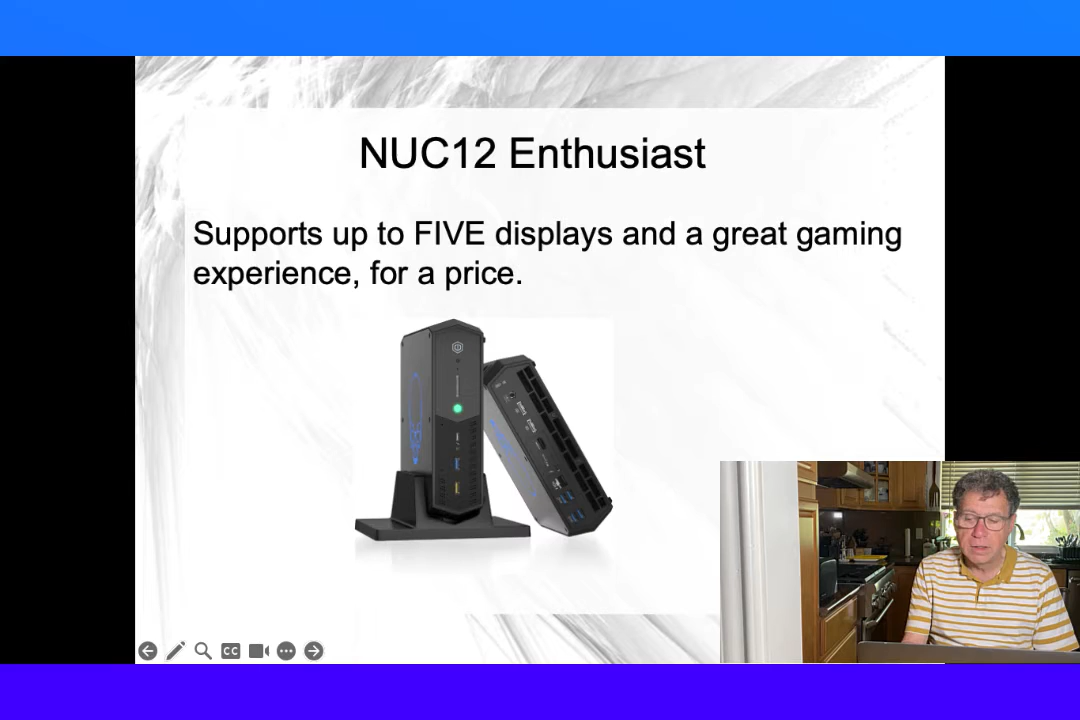 NUC12 Enthusiast
Supports up to FIVE displays and a great gaming
experience, for a price.
CC